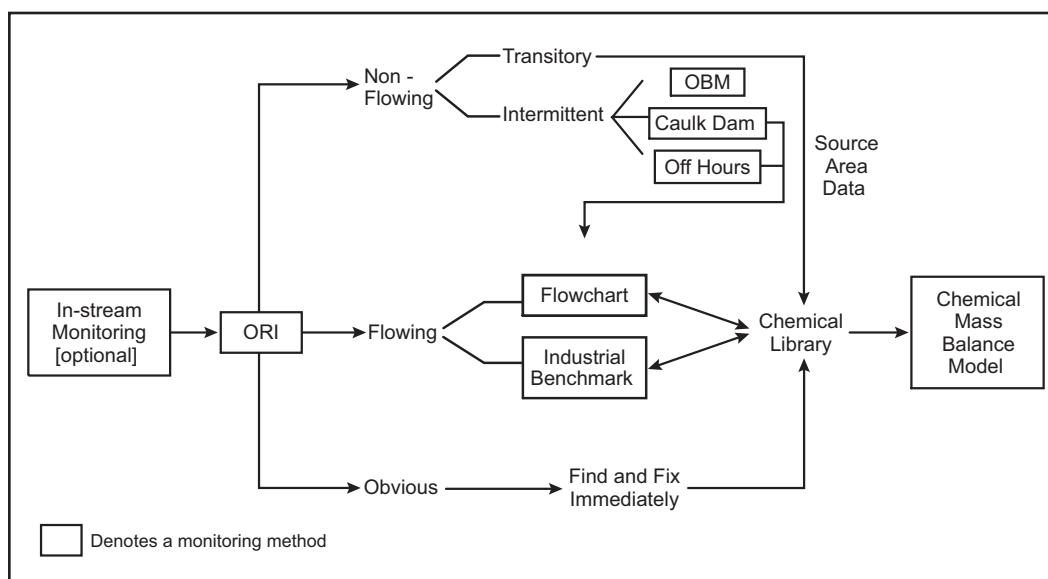 Non -
Flowing
Transitory
Intermittent
OBM
Caulk Dam
Off Hours
Source
Area
Data
In-stream
Monitoring
[optional]
ORI
Flowing
Flowchart
Industrial
Benchmark
Chemical
Library
Chemical
Mass
Balance
Model
Obvious
Find and Fix
Immediately
Denotes a monitoring method